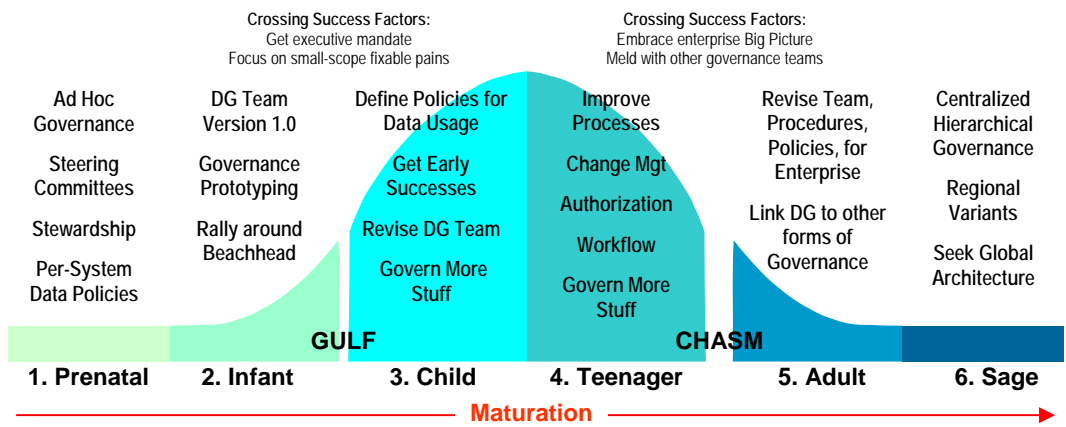 Crossing Success Factors:
Get executive mandate
Focus on small-scope fixable pains
Crossing Success Factors:
Embrace enterprise Big Picture
Meld with other governance teams
Ad Hoc
Governance
Steering
Committees
Stewardship
Per-System
Data Policies
DG Team
Version 1.0
Governance
Prototyping
Rally around
Beachhead
Define Policies for
Data Usage
Get Early
Successes
Revise DG Team
Govern More
Stuff
Improve
Processes
Change Mgt
Authorization
Workflow
Govern More
Stuff
Revise Team,
Procedures,
Policies, for
Enterprise
Link DG to other
forms of
Governance
Centralized
Hierarchical
Governance
Regional
Variants
Seek Global
Architecture
GULF
CHASM
1. Prenatal
2. Infant
3. Child
4. Teenager
5. Adult
6. Sage
Maturation